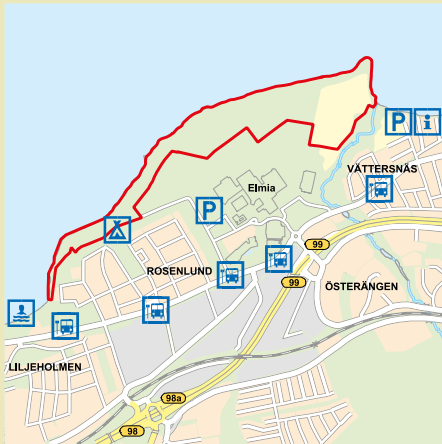 P
i
VÄTTERSNÄS
Elmia
P
99
ROSENLUND
99
ÖSTERÄNGEN
LILJEHOLMEN
98a
98